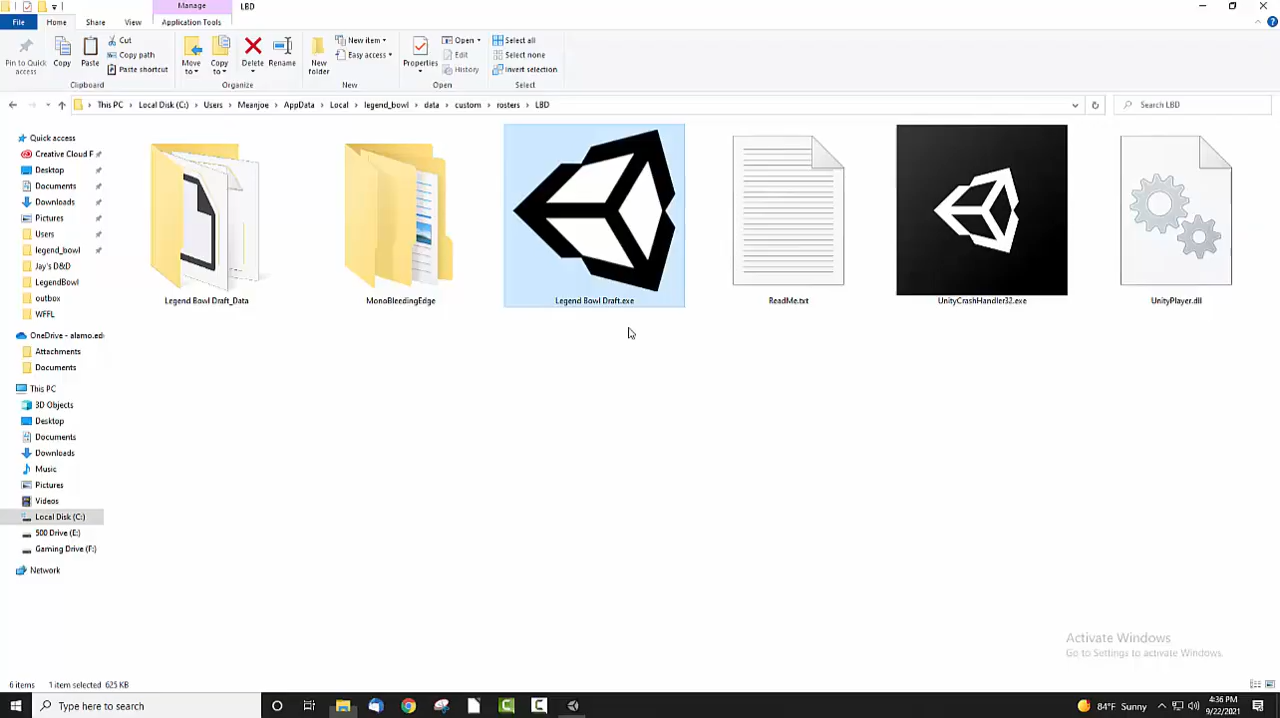 Manage
LBD
File
Home
Share
View
Application Tools
Pin to Quick access
Copy
Paste
Cut
Copy path
Paste shortcut
Clipboard
Move to
Copy to
Delete
Rename
Organize
New folder
New item
Easy access
New
Properties
Open
Edit
History
Open
Select all
Select none
Invert selection
Select
This PC > Local Disk (C:) > Users > Meanjoe > AppData > Local > legend_bowl > data > custom > rosters > LBD
Search LBD
Quick access
Creative Cloud F
Desktop
Documents
Downloads
Pictures
Users
legend_bowl
Jay's D&D
LegendBowl
outbox
WFFL
OneDrive - alamo.ed
Attachments
Documents
This PC
3D Objects
Desktop
Documents
Downloads
Music
Pictures
Videos
Local Disk (C:)
500 Drive (E:)
Gaming Drive (F:)
Network
Legend Bowl Draft_Data
MonoBleedingEdge
Legend Bowl Draft.exe
ReadMe.txt
UnityCrashHandler32.exe
UnityPlayer.dll
Activate Windows
Go to Settings to activate Windows.
6 items
1 item selected 625 KB
Type here to search
84°F Sunny
4:36 PM
9/22/2021